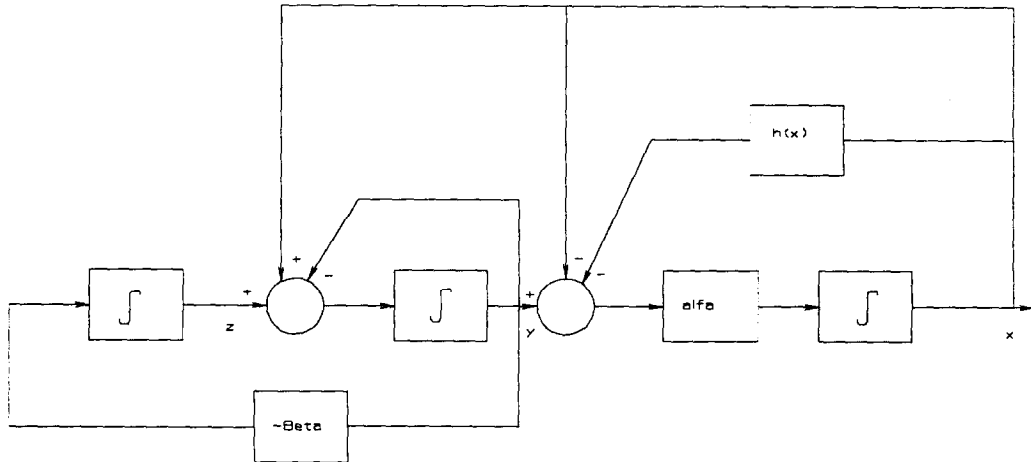 h(x)
+
-
-
-
+
z
+
y
alfa
x
~Beta